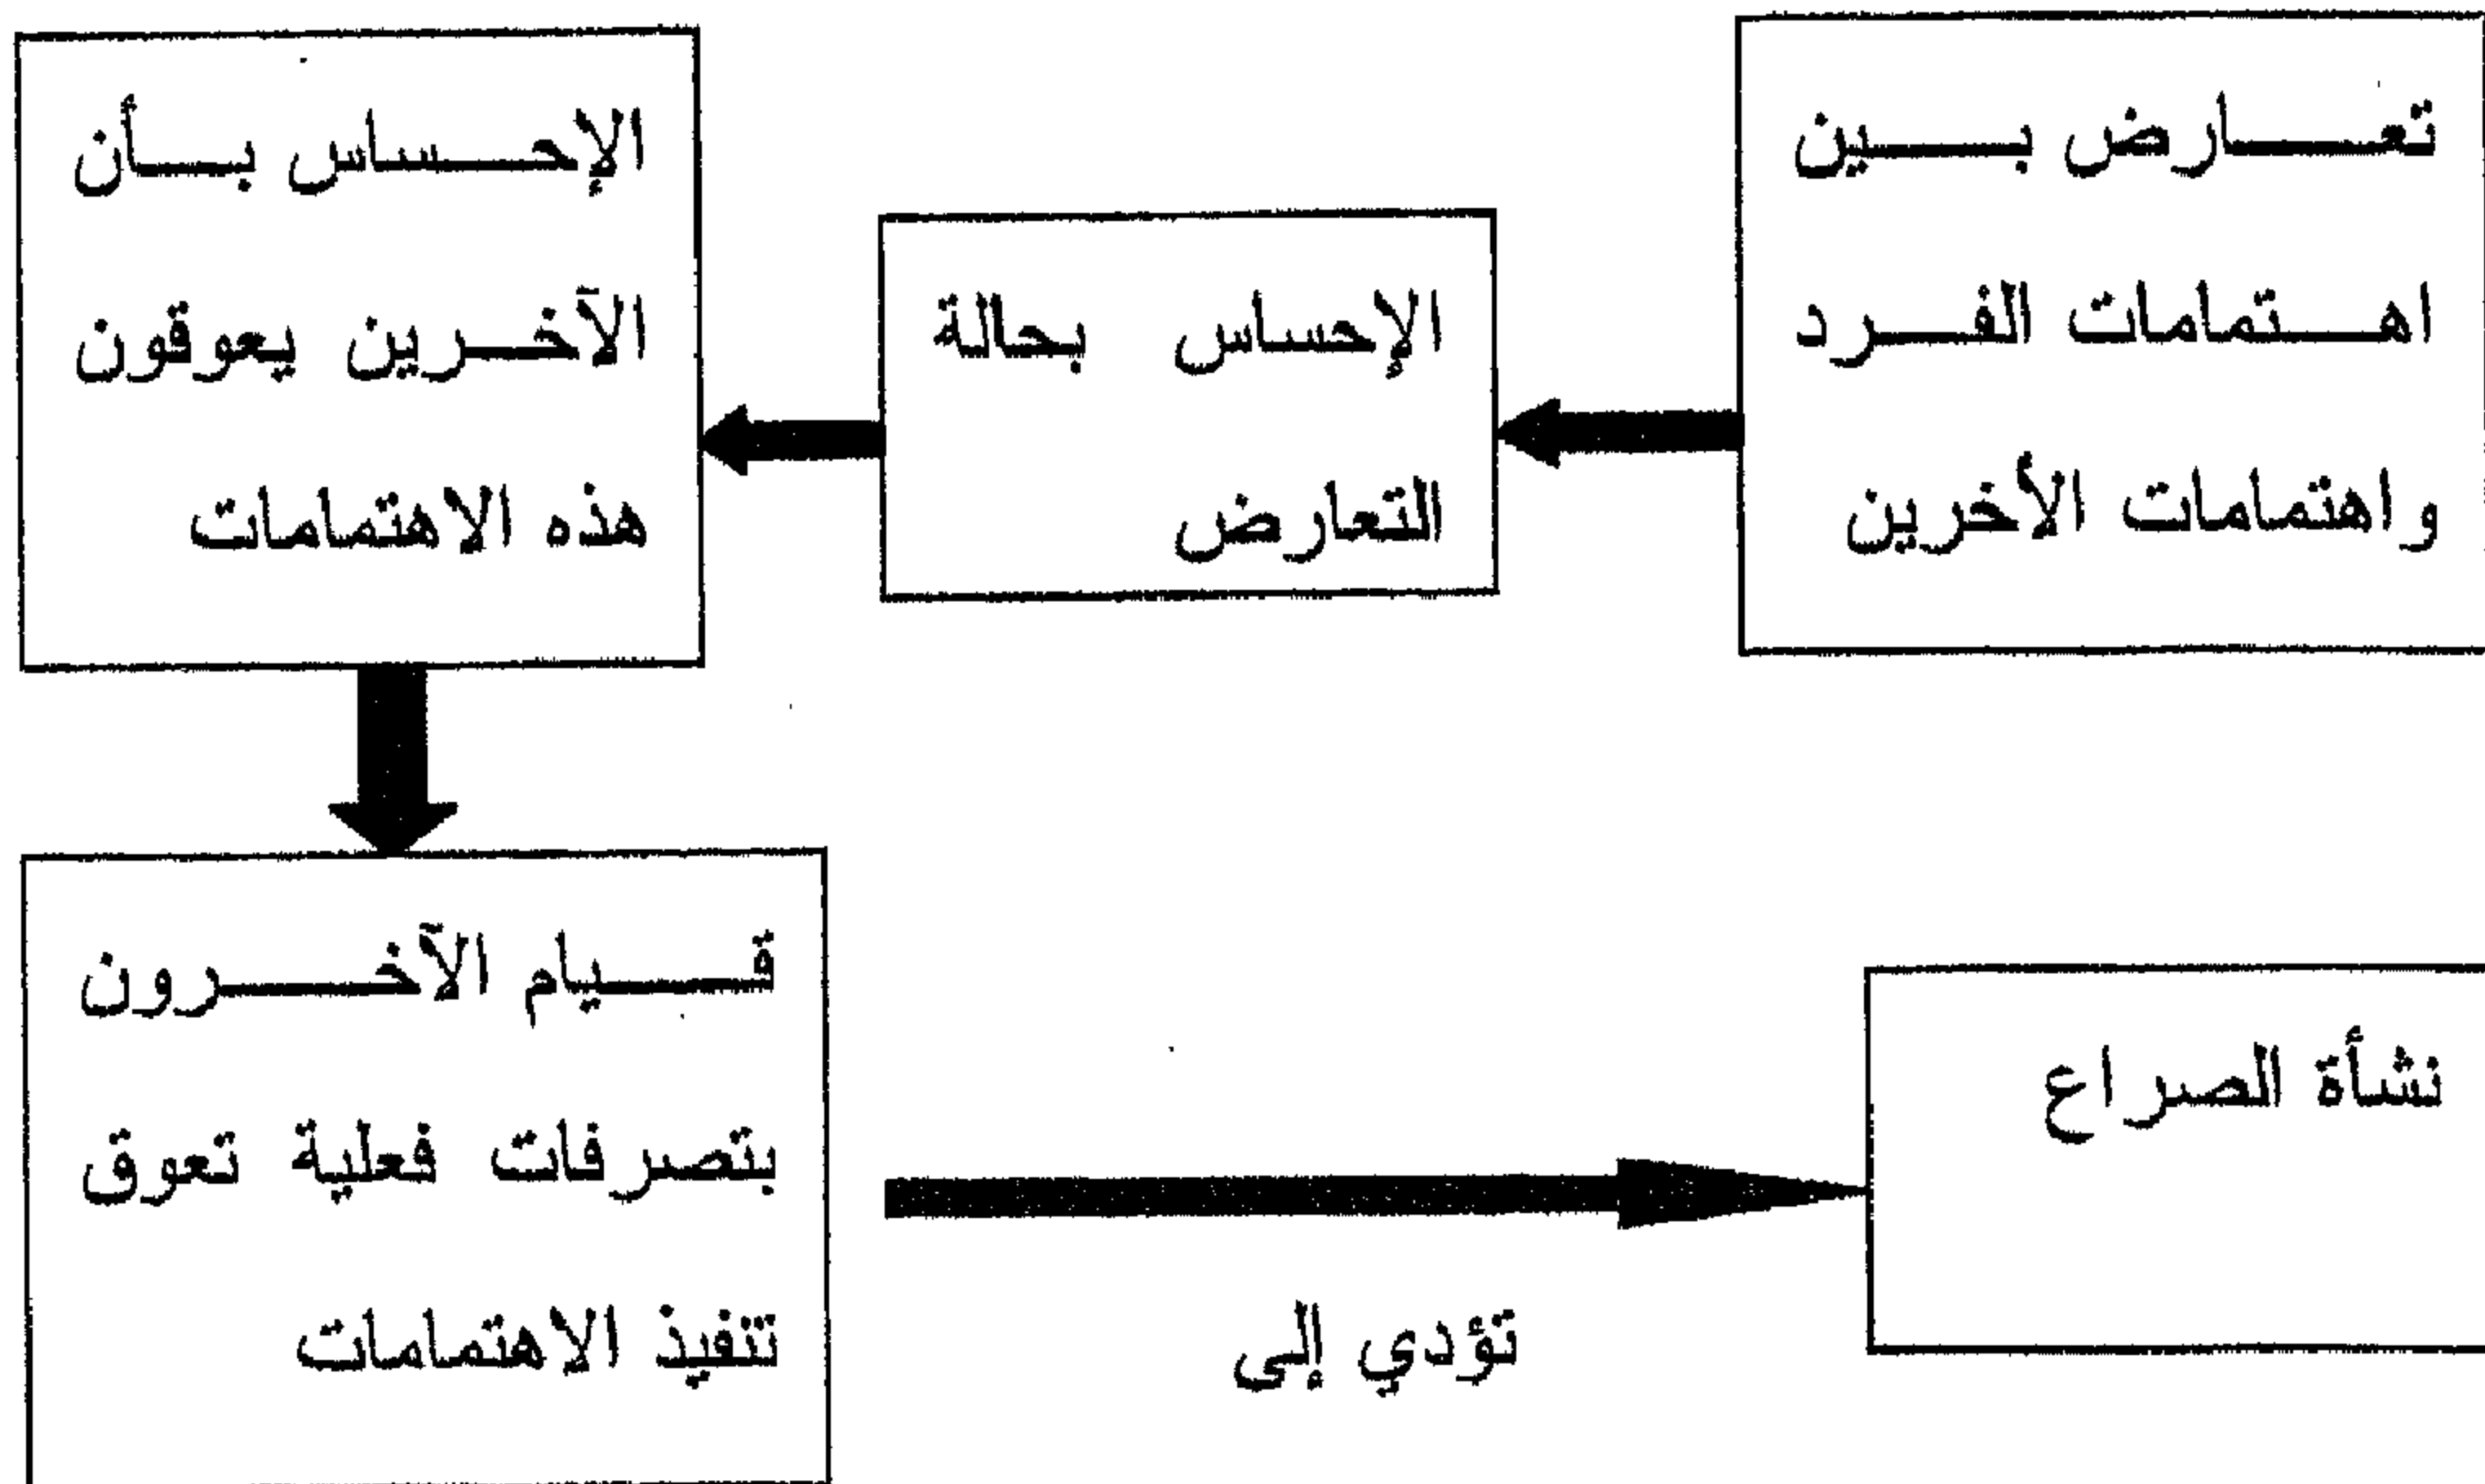 تعارض بين
اهتمامات الفرد
واهتمامات الأخرين
الإحساس بحالة
التعارض
الإحساس بأن
الآخرين يعوقون
هذه الاهتمامات
قيام الآخرون
بتصرفات فعلية تعوق
تنفيذ الاهتمامات
تؤدي إلى
نشأة الصراع